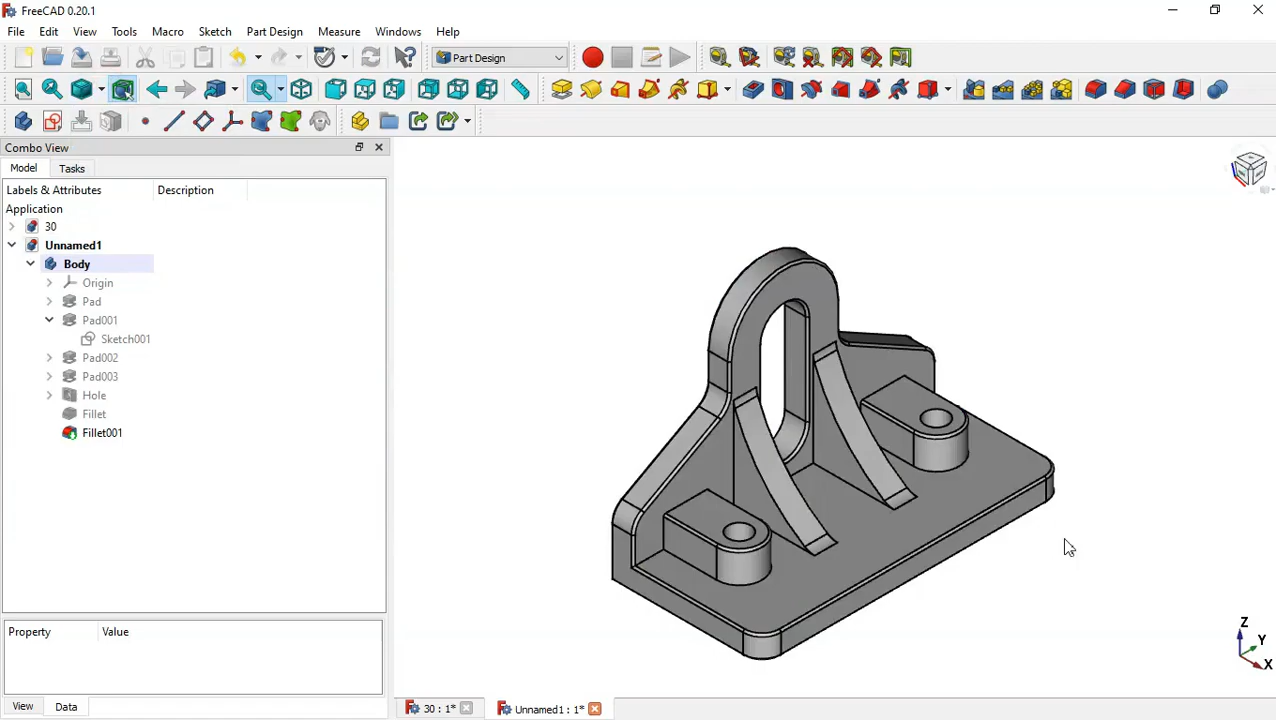 FreeCAD 0.20.1
File Edit View Tools Macro Sketch Part Design Measure Windows Help
Part Design
Combo View
Model Tasks
Labels & Attributes Description
Application
30
Unnamed1
Body
Origin
Pad
Pad001
Sketch001
Pad002
Pad003
Hole
Fillet
Fillet001
Property Value
View Data
30 : 1*
Unnamed1 : 1*
Z
Y
X